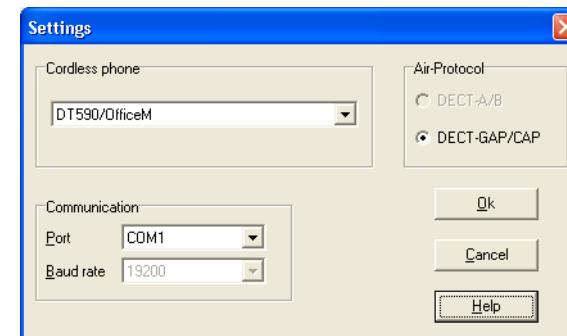 Settings
Cordless phone
DT590/OfficeM
Air-Protocol
DECT-A/B
DECT-GAP/CAP
Communication
Port COM1
Baud rate 19200
Ok
Cancel
Help